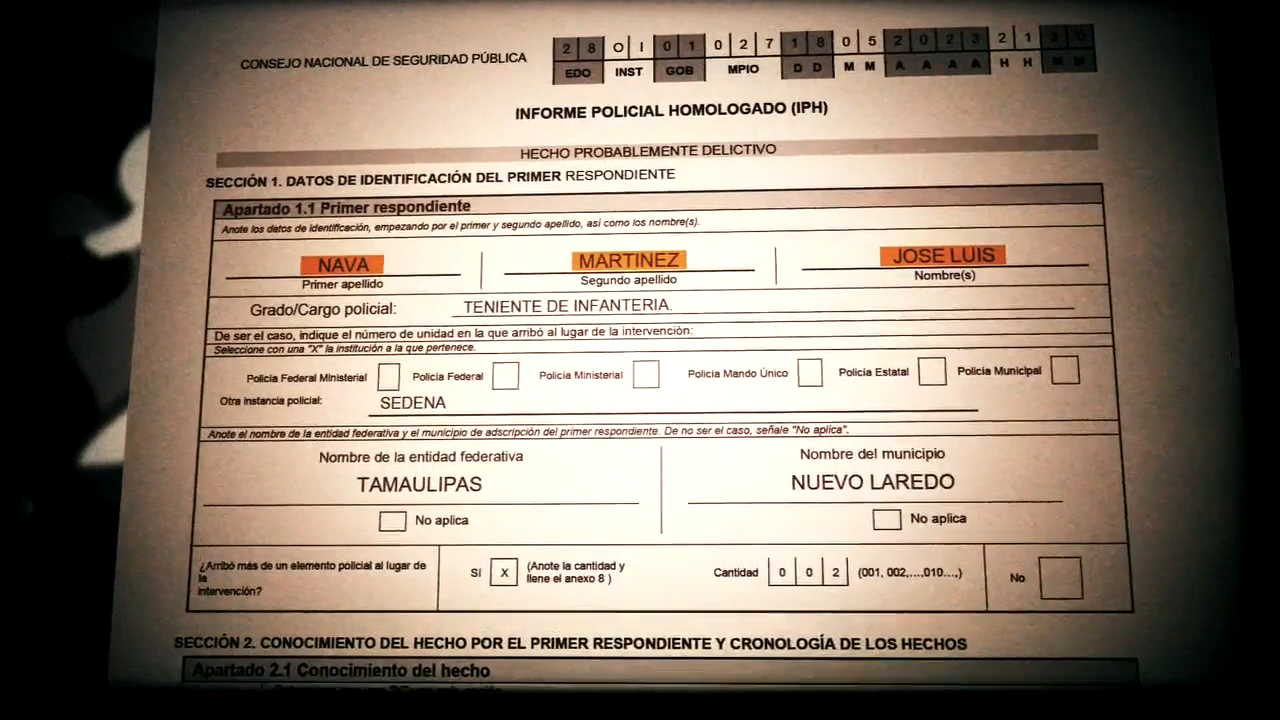 CONSEJO NACIONAL DE SEGURIDAD PÚBLICA
2 8 O I 0 1 0 2 7 1 8 0 5 2 0 2 3 2 1 3 0
EDO INST GOB MPIO D D M M A A A A H H M M
INFORME POLICIAL HOMOLOGADO (IPH)
HECHO PROBABLEMENTE DELICTIVO
SECCIÓN 1. DATOS DE IDENTIFICACIÓN DEL PRIMER RESPONDIENTE
Apartado 1.1 Primer respondiente
Anote los datos de identificación, empezando por el primer y segundo apellido, así como los nombre(s).
NAVA MARTINEZ JOSE LUIS
Primer apellido Segundo apellido Nombre(s)
Grado/Cargo policial: TENIENTE DE INFANTERIA.
De ser el caso, indique el número de unidad en la que arribó al lugar de la intervención:
Seleccione con una "X" la institución a la que pertenece.
Policía Federal Ministerial Policía Federal Policía Ministerial Policía Mando Único Policía Estatal Policía Municipal
Otra instancia policial: SEDENA
Anote el nombre de la entidad federativa y el municipio de adscripción del primer respondiente. De no ser el caso, señale "No aplica".
Nombre de la entidad federativa Nombre del municipio
TAMAULIPAS NUEVO LAREDO
No aplica No aplica
¿Arribó más de un elemento policial al lugar de
la
intervención?
Sí X (Anote la cantidad y
llene el anexo 8 )
Cantidad 0 0 2 (001, 002,...,010...,) No
SECCIÓN 2. CONOCIMIENTO DEL HECHO POR EL PRIMER RESPONDIENTE Y CRONOLOGÍA DE LOS HECHOS
Apartado 2.1 Conocimiento del hecho